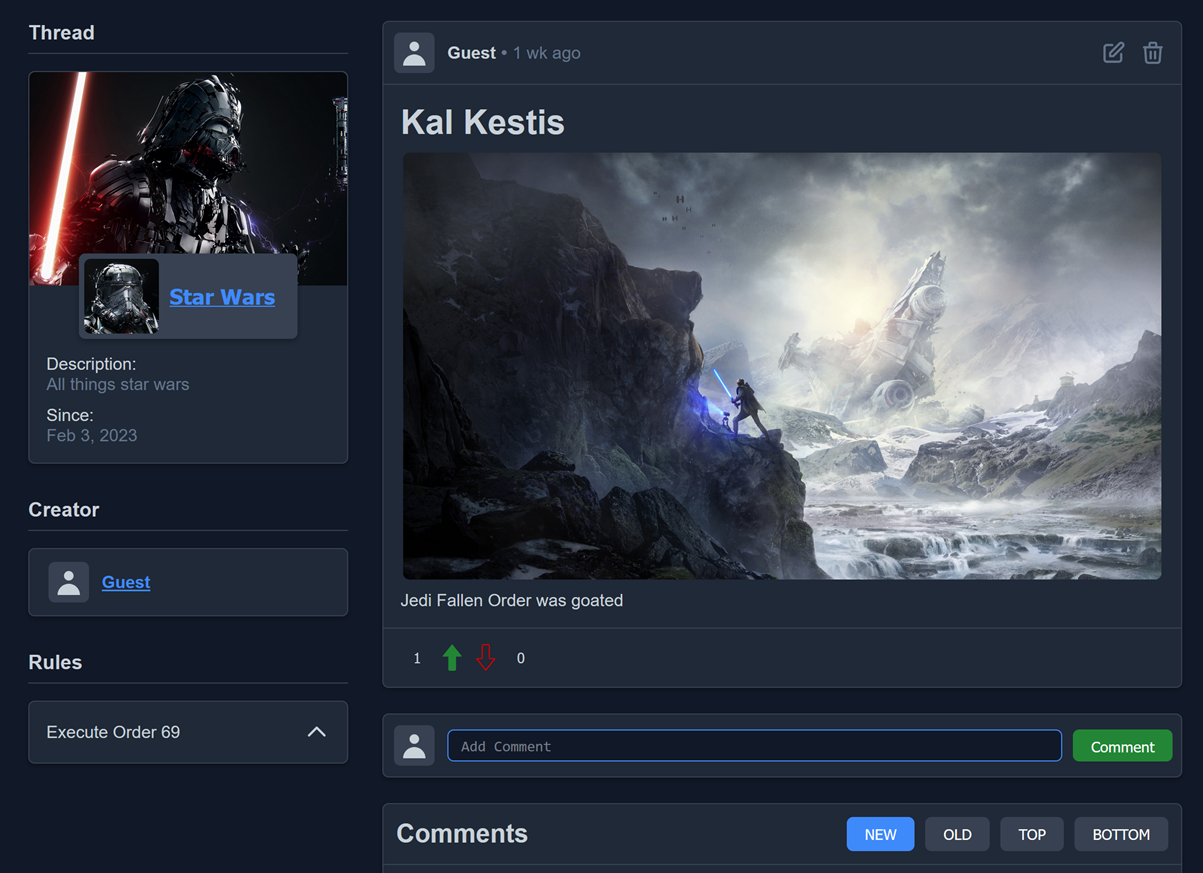 Thread
Star Wars
Description:
All things star wars
Since:
Feb 3, 2023
Creator
Guest
Rules
Execute Order 69
Guest • 1 wk ago
Kal Kestis
Jedi Fallen Order was goated
1 0
Add Comment Comment
Comments NEW OLD TOP BOTTOM